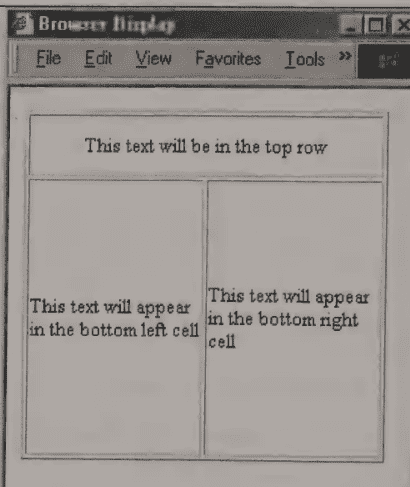 Browser Display
File Edit View Favorites Tools »
This text will be in the top row
This text will appear
in the bottom left cell
This text will appear
in the bottom right
cell